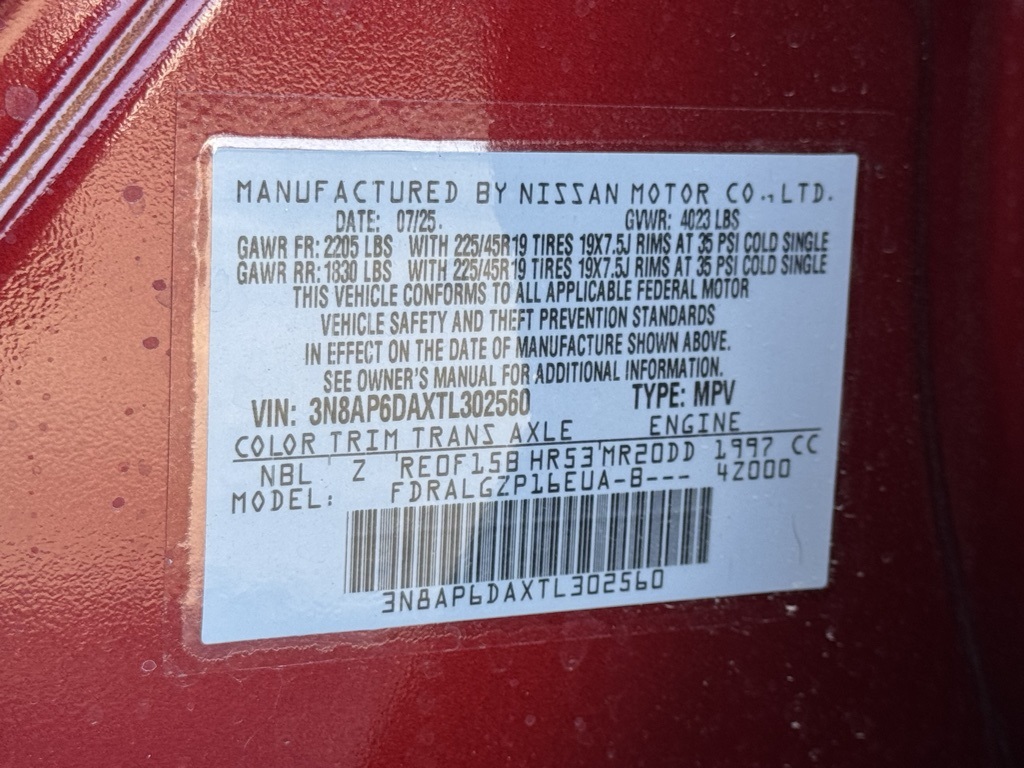 MANUFACTURED BY NISSAN MOTOR CO., LTD.
DATE: 07/25. GVWR: 4023 LBS
GAWR FR: 2205 LBS WITH 225/45R19 TIRES 19X7.5J RIMS AT 35 PSI COLD SINGLE
GAWR RR: 1830 LBS WITH 225/45R19 TIRES 19X7.5J RIMS AT 35 PSI COLD SINGLE
THIS VEHICLE CONFORMS TO ALL APPLICABLE FEDERAL MOTOR
VEHICLE SAFETY AND THEFT PREVENTION STANDARDS
IN EFFECT ON THE DATE OF MANUFACTURE SHOWN ABOVE.
SEE OWNER'S MANUAL FOR ADDITIONAL INFORMATION.
VIN: 3N8AP6DAXTL302560 TYPE: MPV
COLOR TRIM TRANS AXLE ENGINE
NBL Z RE0F15B HR53 MR20DD 1997 CC
MODEL: FDRALGZP16EUA-B--- 4Z000
3N8AP6DAXTL302560